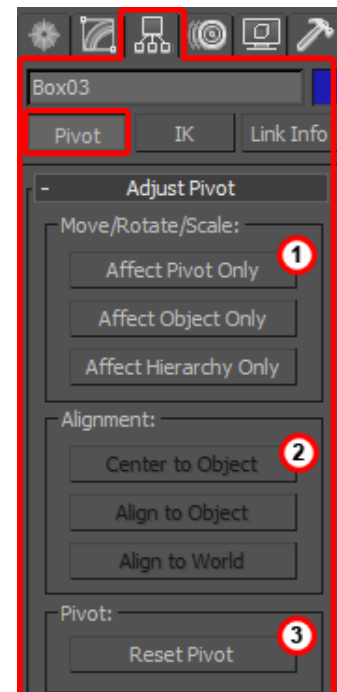 Box03
Pivot IK Link Info
- Adjust Pivot
Move/Rotate/Scale:
1
Affect Pivot Only
Affect Object Only
Affect Hierarchy Only
Alignment:
2
Center to Object
Align to Object
Align to World
Pivot:
3
Reset Pivot